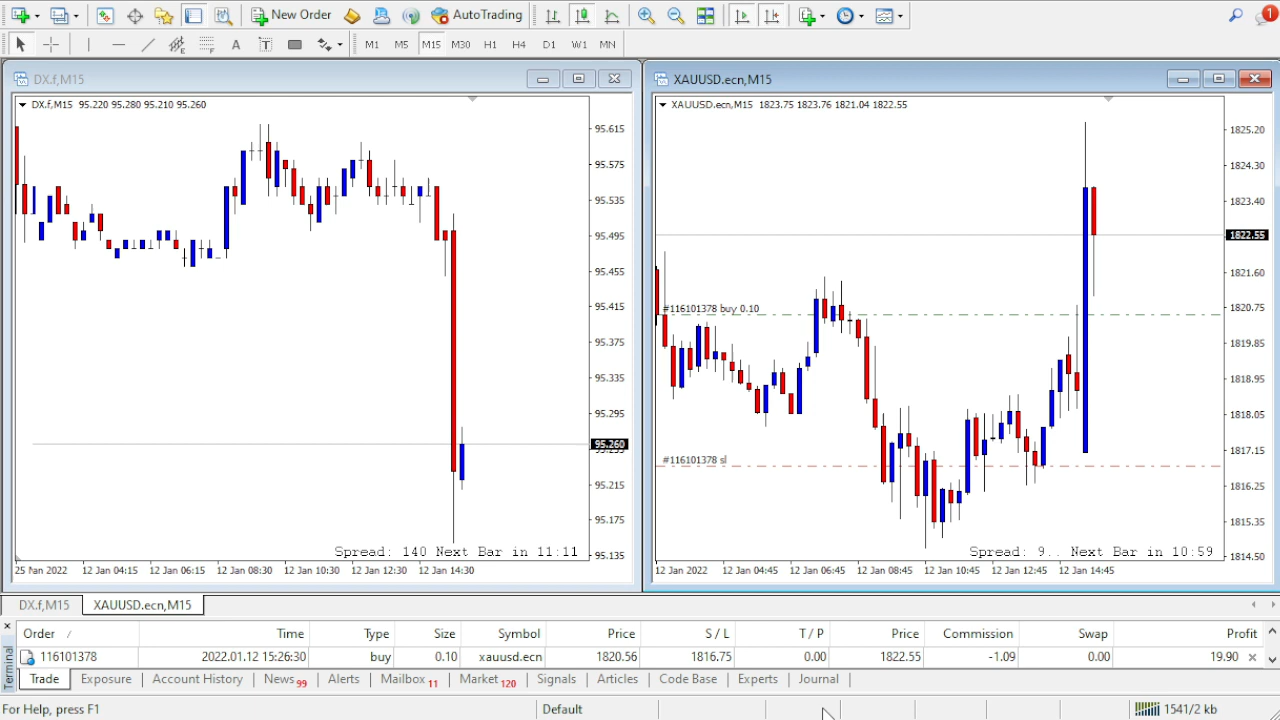 New Order AutoTrading 1
A T M1 M5 M15 M30 H1 H4 D1 W1 MN
DX.f,M15
DX.f,M15 95.220 95.280 95.210 95.260
95.615
95.575
95.535
95.495
95.455
95.415
95.375
95.335
95.295
95.260
95.215
95.175
95.135
Spread: 140 Next Bar in 11:11
12 Jan 04:15 12 Jan 06:15 12 Jan 08:30 12 Jan 10:30 12 Jan 12:30 12 Jan 14:30
XAUUSD.ecn,M15
XAUUSD.ecn,M15 1823.75 1823.76 1821.04 1822.55
1825.20
1824.30
1823.40
1822.55
1821.60
1820.75
1819.85
1818.95
1818.05
1817.15
1816.25
1815.35
1814.50
#116101378 buy 0.10
#116101378 sl
Spread: 9.. Next Bar in 10:59
12 Jan 2022 12 Jan 04:45 12 Jan 06:45 12 Jan 08:45 12 Jan 10:45 12 Jan 12:45 12 Jan 14:45
DX.f,M15 XAUUSD.ecn,M15
Terminal
Order / Time Type Size Symbol Price S / L T / P Price Commission Swap Profit
116101378 2022.01.12 15:26:30 buy 0.10 xauusd.ecn 1820.56 1816.75 0.00 1822.55 -1.09 0.00 19.90
Trade Exposure Account History News 99 Alerts Mailbox 11 Market 120 Signals Articles Code Base Experts Journal
For Help, press F1 Default 1541/2 kb